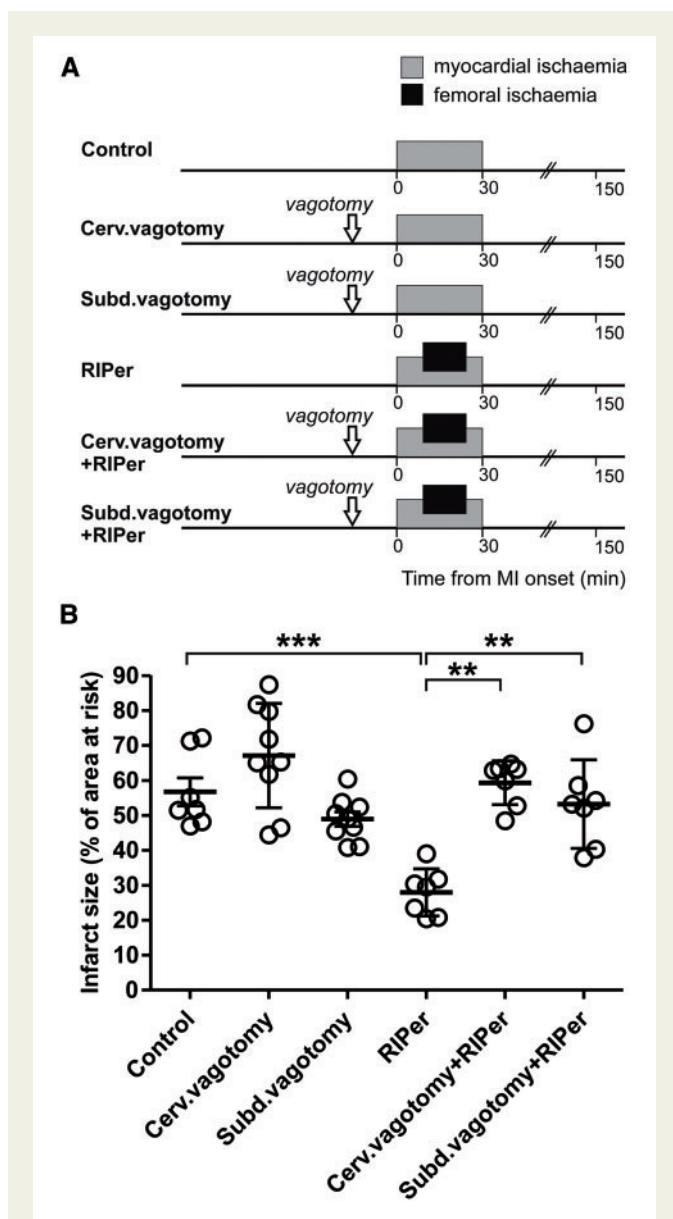 A
myocardial ischaemia
femoral ischaemia
Control
0 30 150
vagotomy
Cerv.vagotomy
0 30 150
vagotomy
Subd.vagotomy
0 30 150
RIPer
0 30 150
vagotomy
Cerv.vagotomy
+RIPer
0 30 150
vagotomy
Subd.vagotomy
+RIPer
0 30 150
Time from MI onset (min)
B
*** **
**
Infarct size (% of area at risk)
90
80
70
60
50
40
30
20
10
0
Control
Cerv.vagotomy
Subd.vagotomy
RIPer
Cerv.vagotomy+RIPer
Subd.vagotomy+RIPer